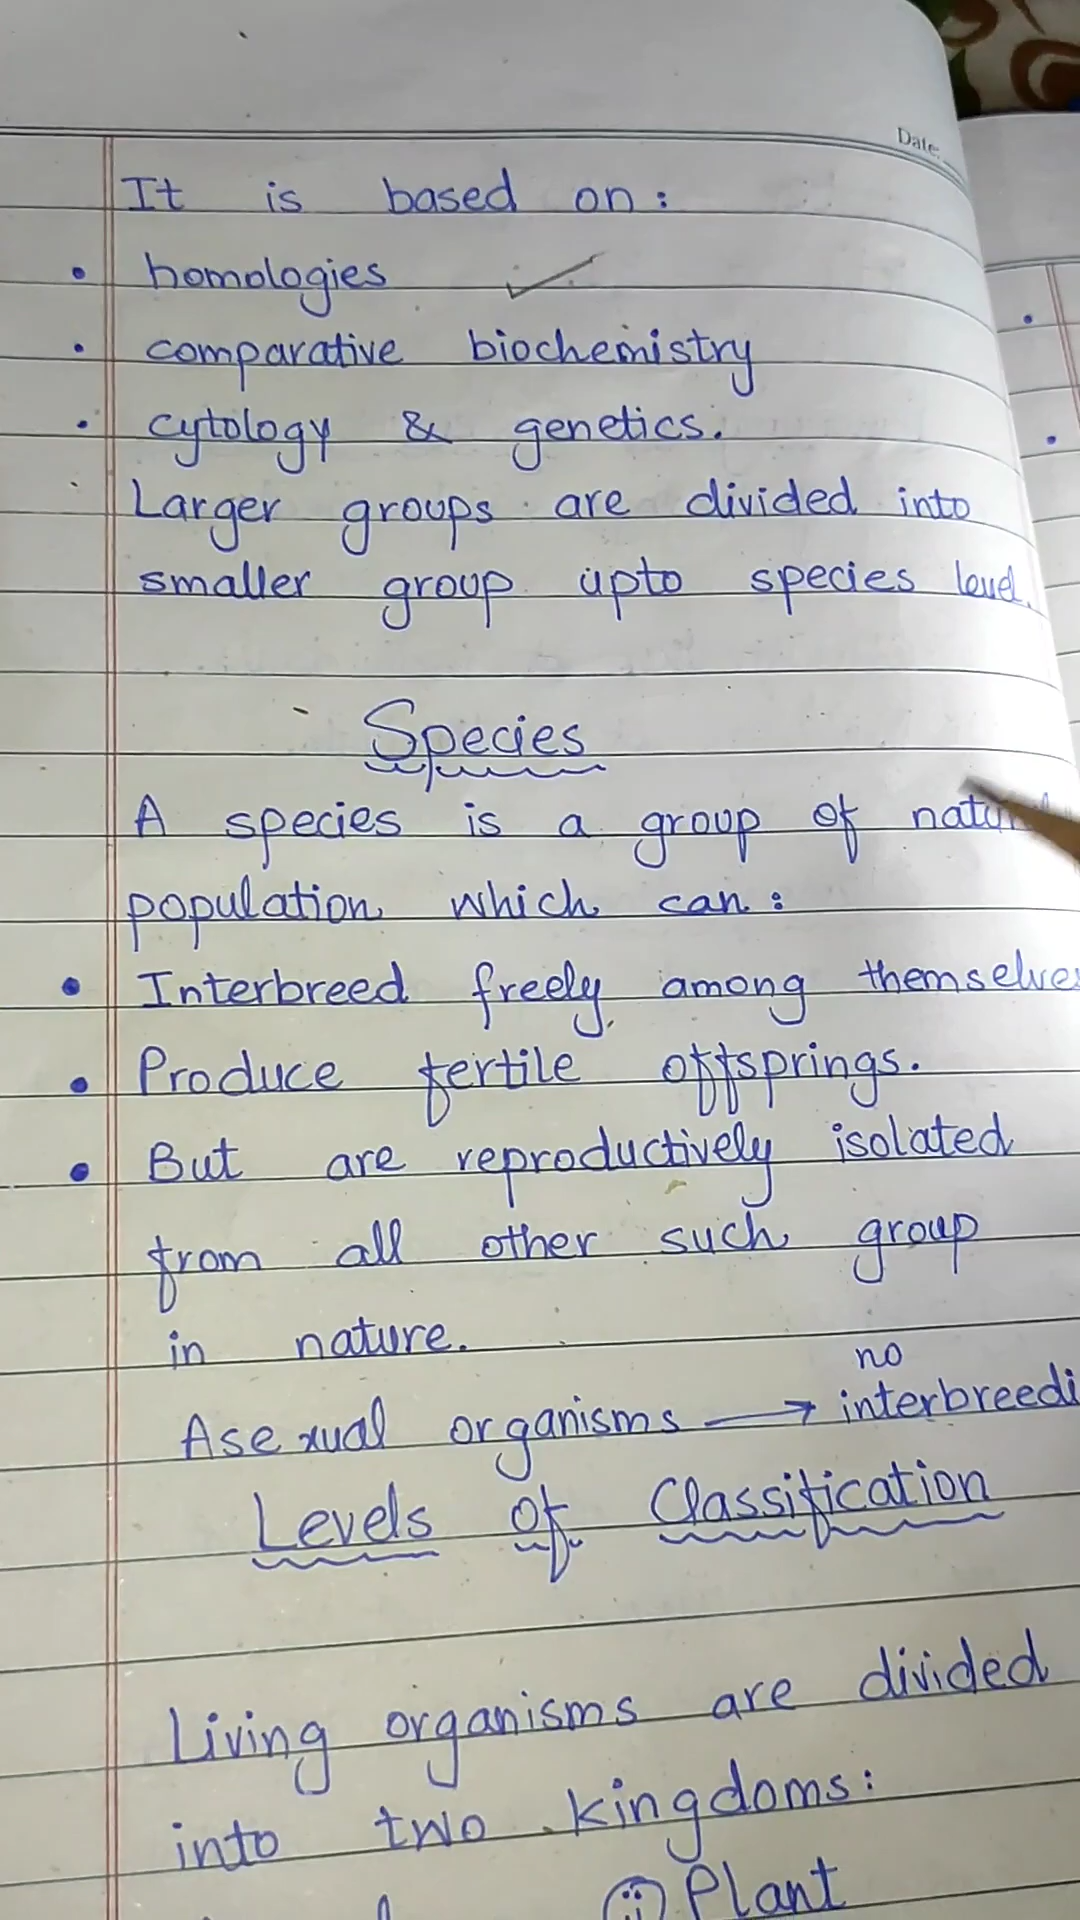 Date
It is based on:
• homologies
• comparative biochemistry
• cytology & genetics.
Larger groups are divided into
smaller group upto species level.
Species
A species is a group of
population which can:
• Interbreed freely among themselves
• Produce fertile offsprings.
• But are reproductively isolated
from all other such group
in nature.
no
Asexual organisms → interbreedi
Levels of Classification
Living organisms are divided
into two kingdoms:
Plant